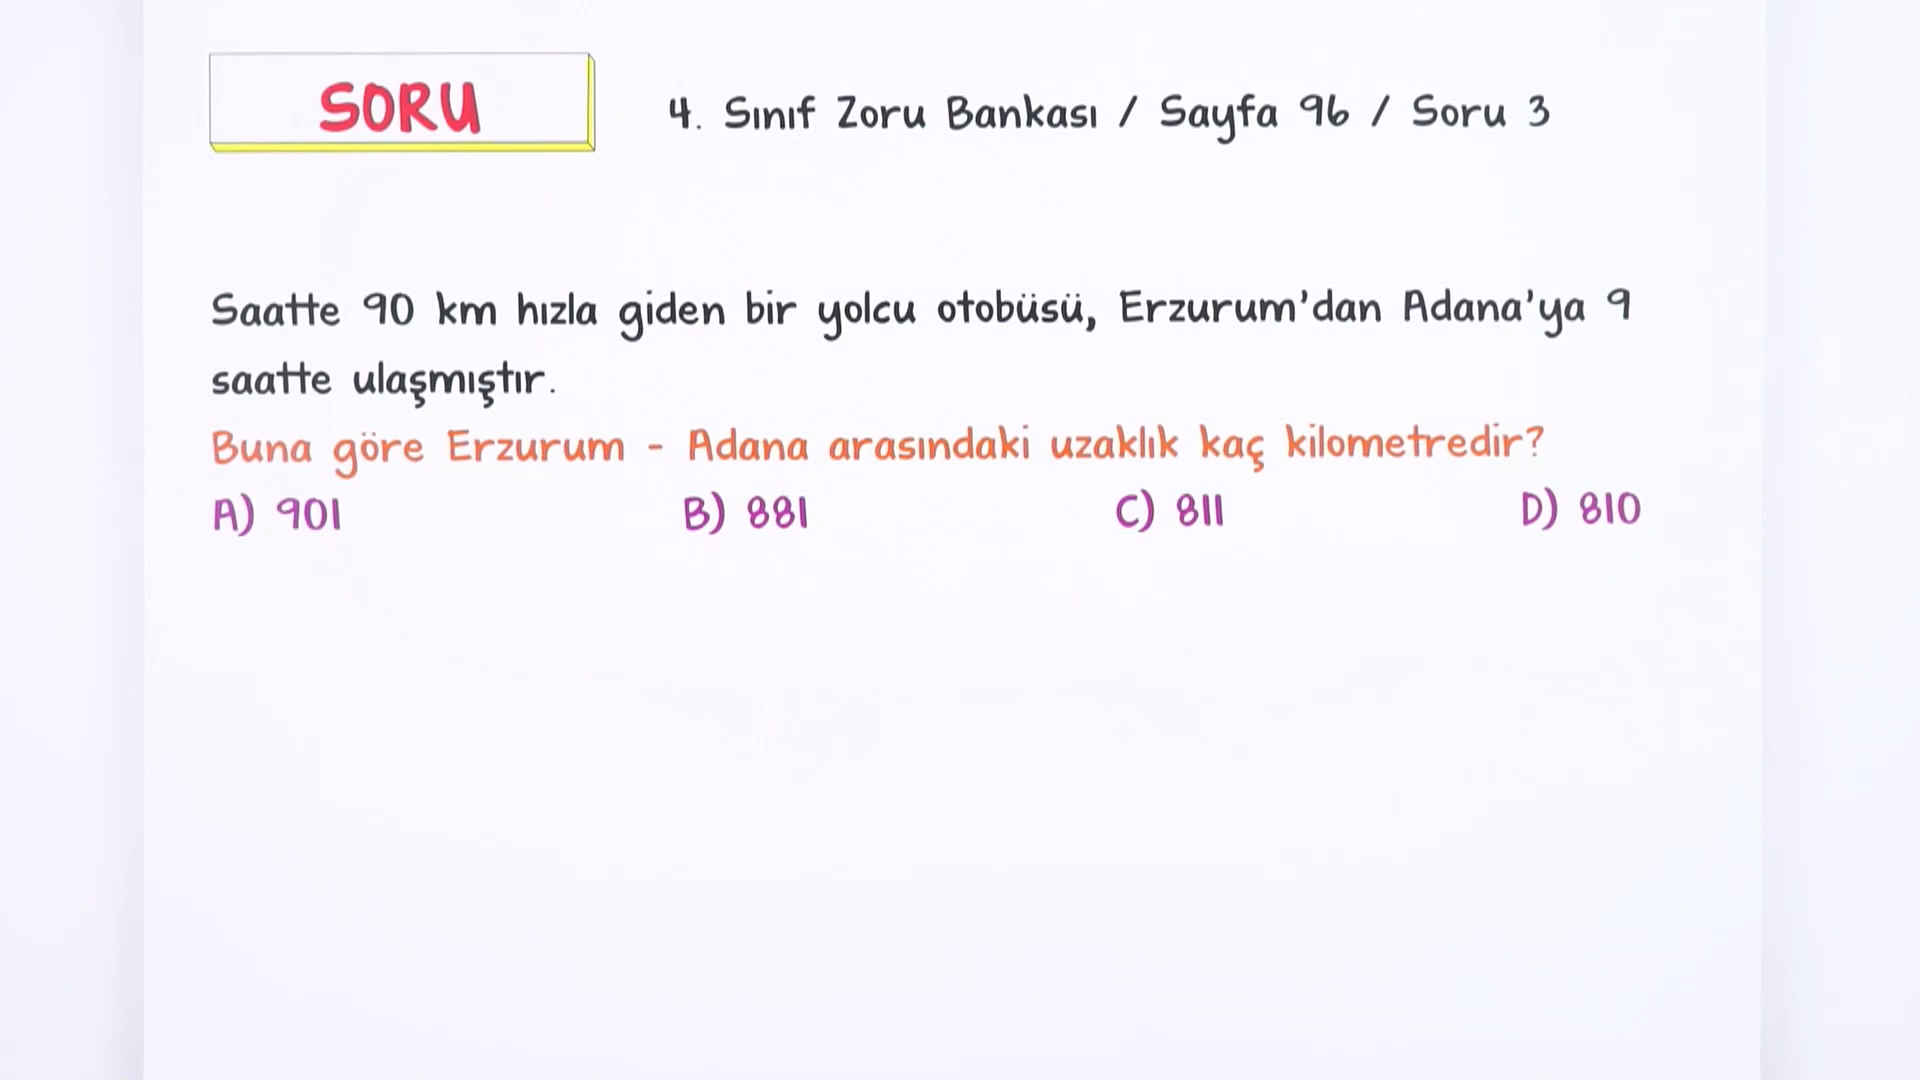 SORU
4. Sınıf Zoru Bankası / Sayfa 96 / Soru 3
Saatte 90 km hızla giden bir yolcu otobüsü, Erzurum'dan Adana'ya 9
saatte ulaşmıştır.
Buna göre Erzurum - Adana arasındaki uzaklık kaç kilometredir?
A) 901 B) 881 C) 811 D) 810